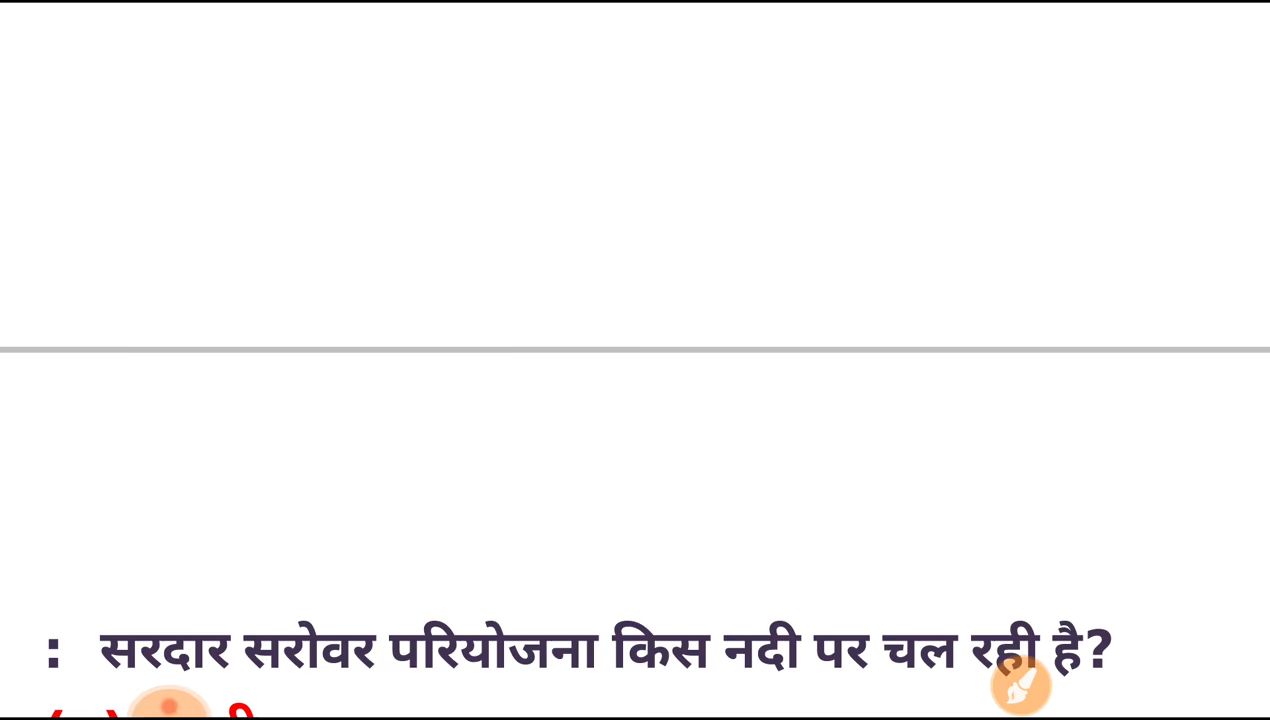 : सरदार सरोवर परियोजना किस नदी पर चल रही है?